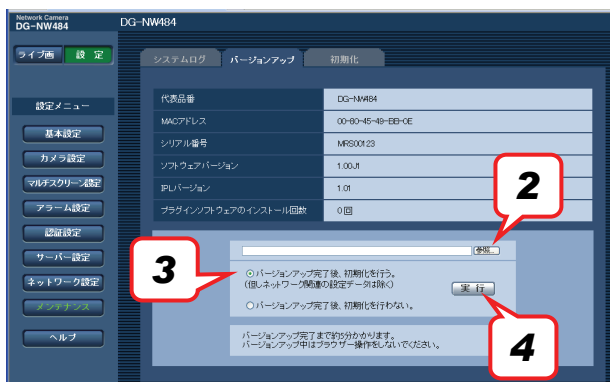 Network Camera
DG-NW484
DG-NW484
ライブ画
設 定
システムログ
バージョンアップ
初期化
設定メニュー
基本設定
カメラ設定
マルチスクリーン設定
アラーム設定
認証設定
サーバー設定
ネットワーク設定
メンテナンス
ヘルプ
代表品番
DG-NW484
MACアドレス
00-80-45-49-BB-0E
シリアル番号
MRS00123
ソフトウェアバージョン
1.00J1
IPLバージョン
1.01
プラグインソフトウェアのインストール回数
0回
2
参照...
3
バージョンアップ完了後、初期化を行う。
(但しネットワーク関連の設定データは除く)
実 行
バージョンアップ完了後、初期化を行わない。
4
バージョンアップ完了まで約5分かかります。
バージョンアップ中はブラウザー操作をしないでください。